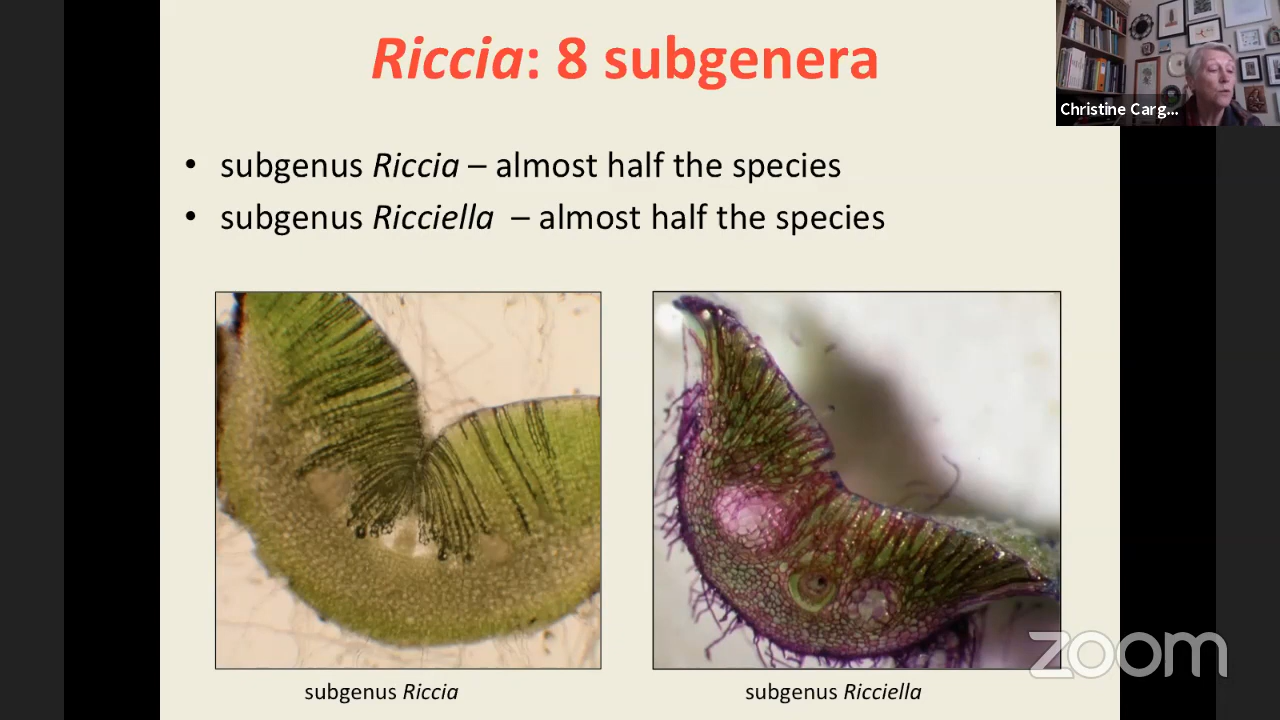 Riccia: 8 subgenera
Christine Carg...
• subgenus Riccia – almost half the species
• subgenus Ricciella – almost half the species
subgenus Riccia
subgenus Ricciella
zoom